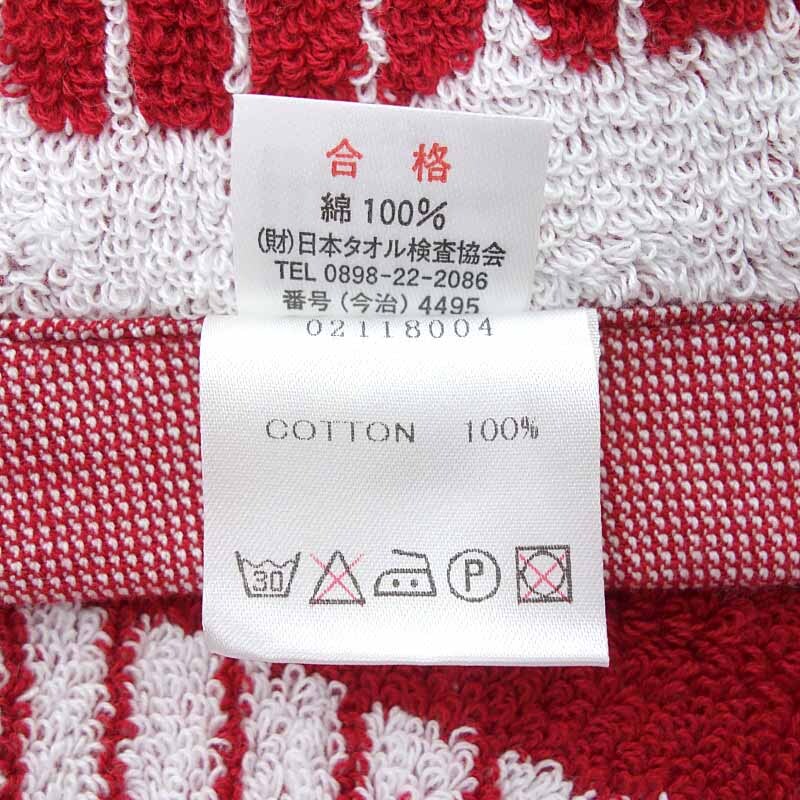 合格
綿 100%
(財)日本タオル検査協会
TEL 0898-22-2086
番号 (今治) 4495
02118004
COTTON 100%
30 P